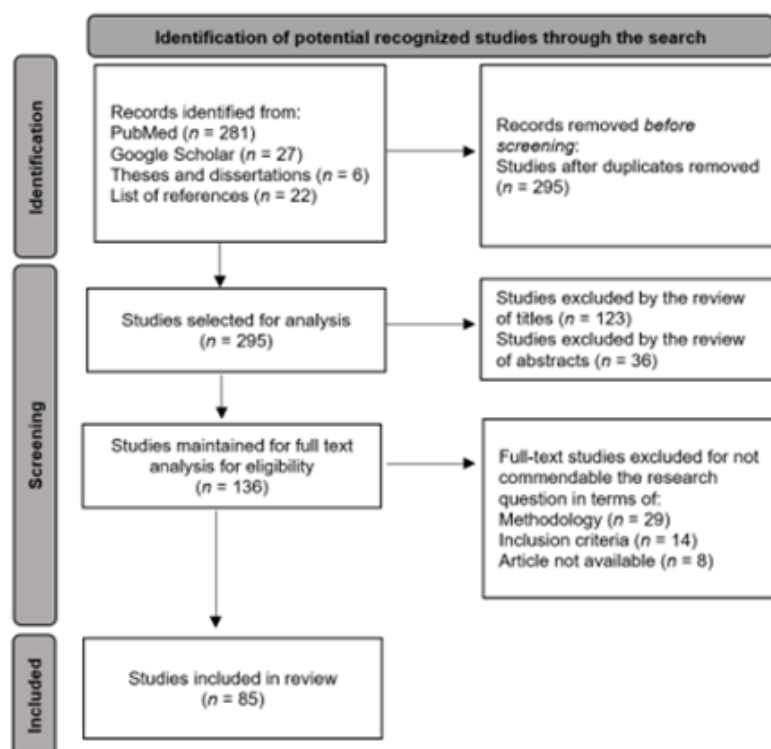 Identification of potential recognized studies through the search
Identification
Records identified from:
PubMed (n = 281)
Google Scholar (n = 27)
Theses and dissertations (n = 6)
List of references (n = 22)
Records removed before
screening:
Studies after duplicates removed
(n = 295)
Screening
Studies selected for analysis
(n = 295)
Studies excluded by the review
of titles (n = 123)
Studies excluded by the review
of abstracts (n = 36)
Studies maintained for full text
analysis for eligibility
(n = 136)
Full-text studies excluded for not
commendable the research
question in terms of:
Methodology (n = 29)
Inclusion criteria (n = 14)
Article not available (n = 8)
Included
Studies included in review
(n = 85)